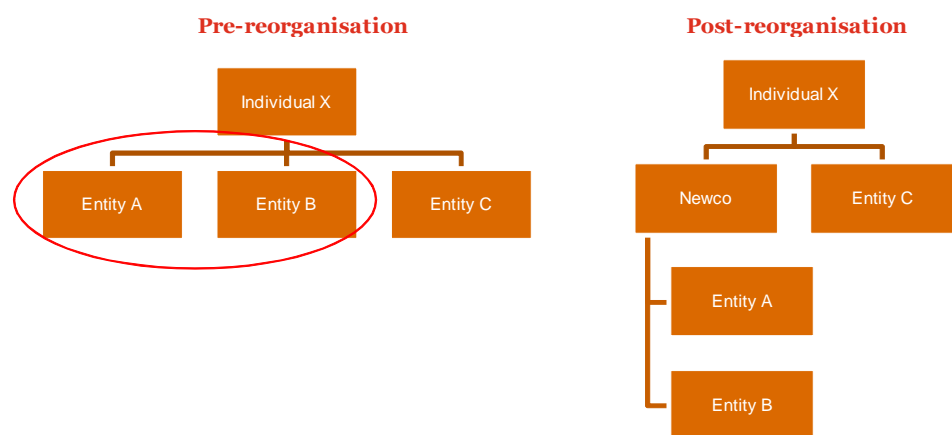 Pre-reorganisation
Individual X
Entity A
Entity B
Entity C
Post-reorganisation
Individual X
Newco
Entity C
Entity A
Entity B